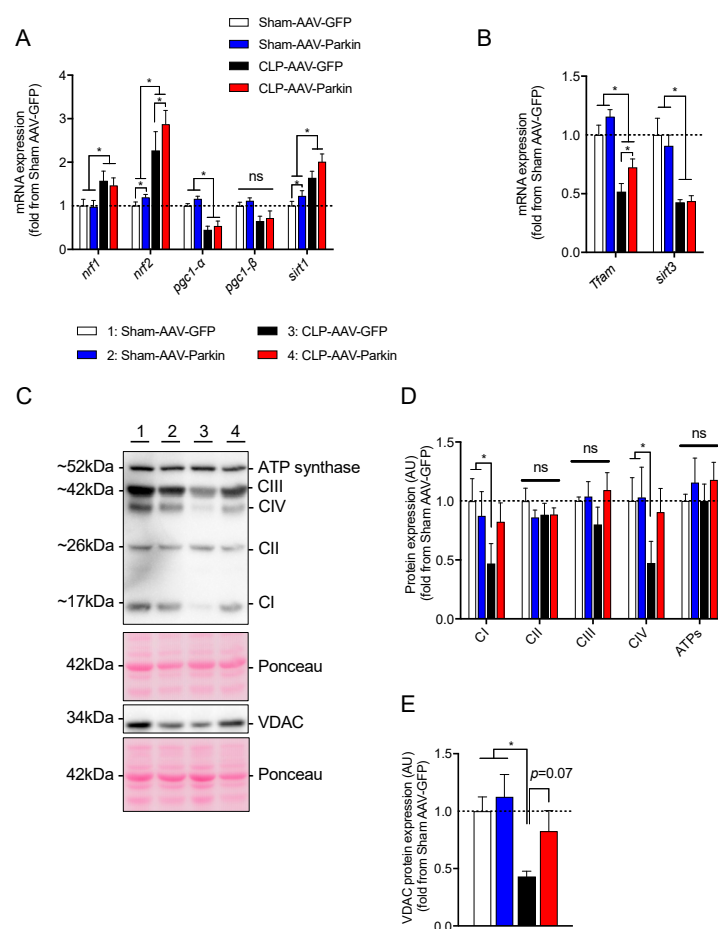 Sham-AAV-GFP
Sham-AAV-Parkin
CLP-AAV-GFP
CLP-AAV-Parkin
A
mRNA expression
(fold from Sham AAV-GFP)
4
3
2
1
0
*
*
*
*
*
ns
*
*
nrf1
nrf2
pgc1-α
pgc1-β
sirt1
B
mRNA expression
(fold from Sham AAV-GFP)
1.5
1.0
0.5
0.0
*
*
*
Tfam
sirt3
1: Sham-AAV-GFP
2: Sham-AAV-Parkin
3: CLP-AAV-GFP
4: CLP-AAV-Parkin
C
1 2 3 4
~52kDa ATP synthase
~42kDa CIII
CIV
~26kDa CII
~17kDa CI
42kDa Ponceau
34kDa VDAC
42kDa Ponceau
D
Protein expression (AU)
(fold from Sham AAV-GFP)
1.5
1.0
0.5
0.0
*
ns
ns
*
ns
CI
CII
CIII
CIV
ATPs
E
VDAC protein expression (AU)
(fold from Sham AAV-GFP)
1.5
1.0
0.5
0.0
*
p=0.07